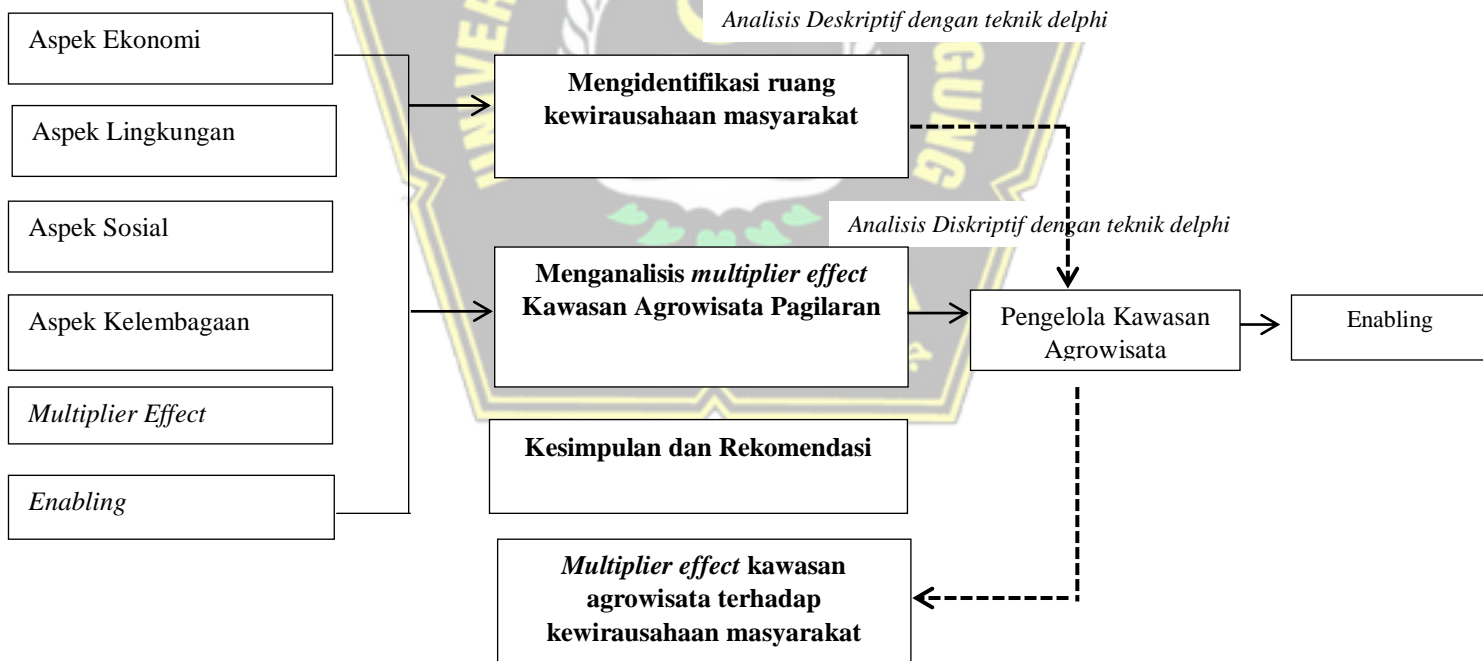 Aspek Ekonomi
Aspek Lingkungan
Aspek Sosial
Aspek Kelembagaan
Multiplier Effect
Enabling
Analisis Deskriptif dengan teknik delphi
Mengidentifikasi ruang
kewirausahaan masyarakat
Analisis Diskriptif dengan teknik delphi
Menganalisis multiplier effect
Kawasan Agrowisata Pagilaran
Pengelola Kawasan
Agrowisata
Enabling
Kesimpulan dan Rekomendasi
Multiplier effect kawasan
agrowisata terhadap
kewirausahaan masyarakat
UNIVER
GUNG